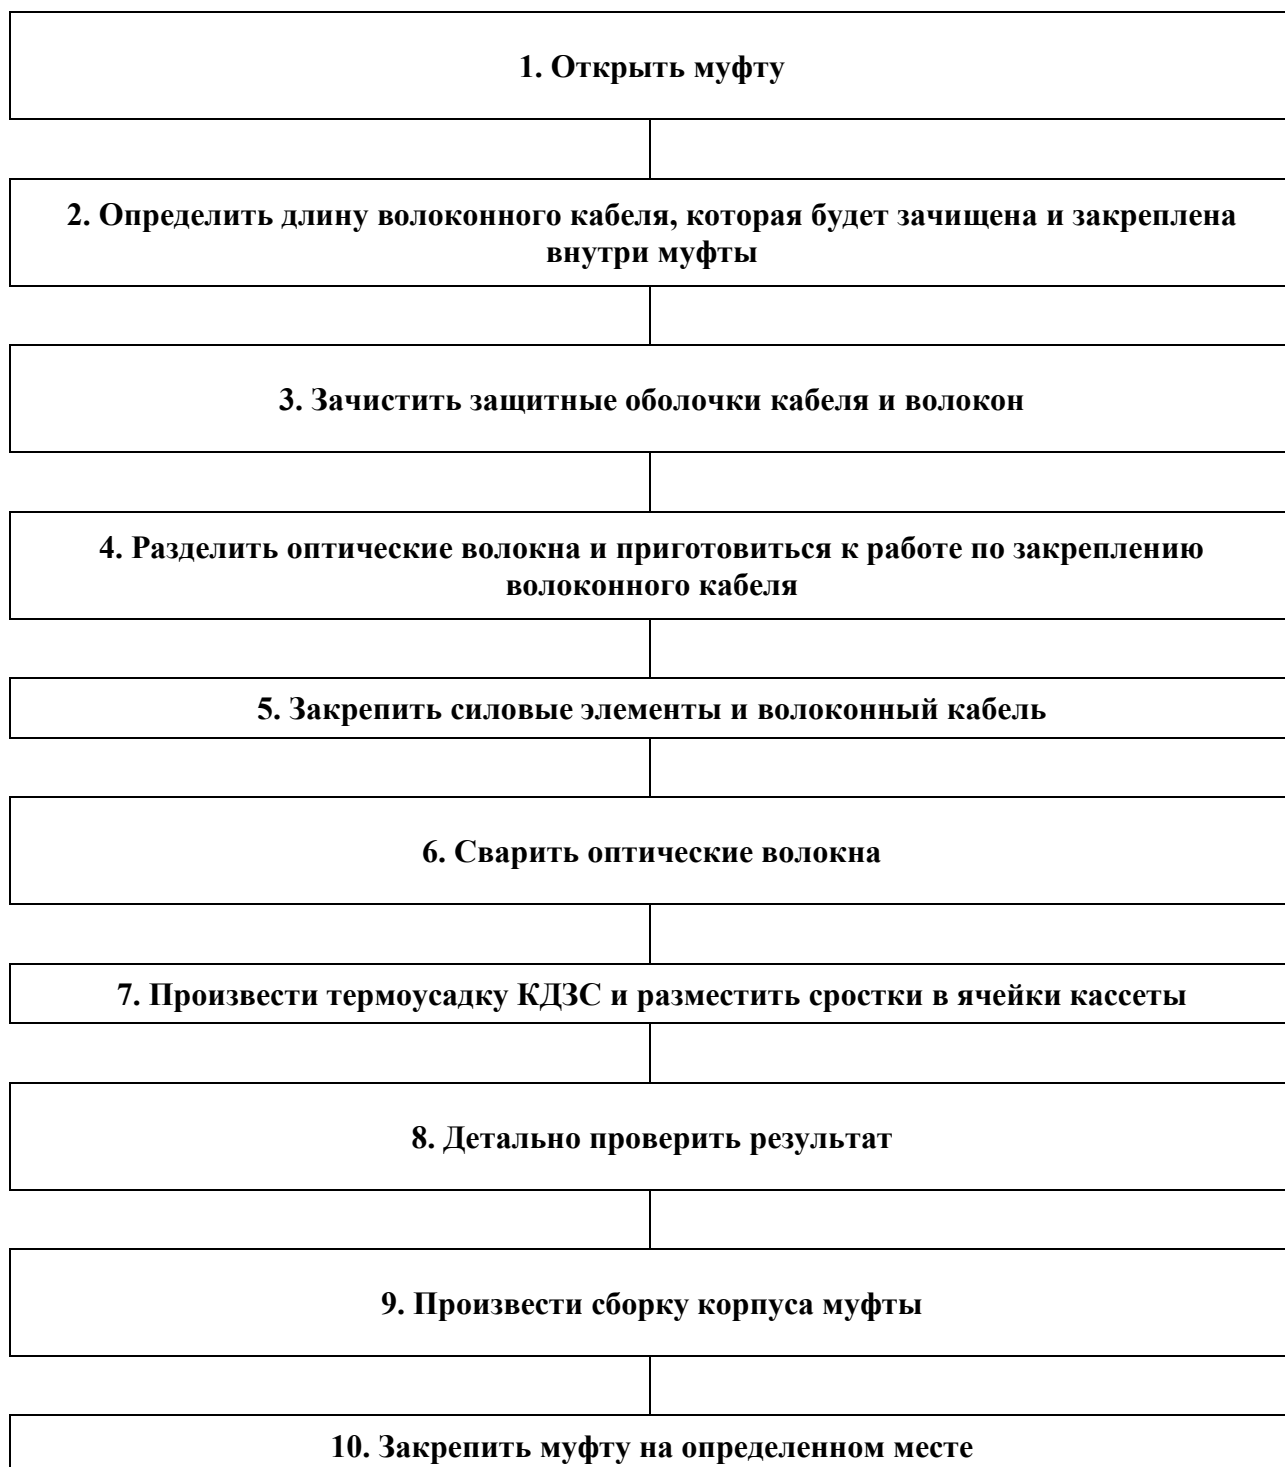 1. Открыть муфту
2. Определить длину волоконного кабеля, которая будет зачищена и закреплена
внутри муфты
3. Зачистить защитные оболочки кабеля и волокон
4. Разделить оптические волокна и приготовиться к работе по закреплению
волоконного кабеля
5. Закрепить силовые элементы и волоконный кабель
6. Сварить оптические волокна
7. Произвести термоусадку КДЗС и разместить сростки в ячейки кассеты
8. Детально проверить результат
9. Произвести сборку корпуса муфты
10. Закрепить муфту на определенном месте